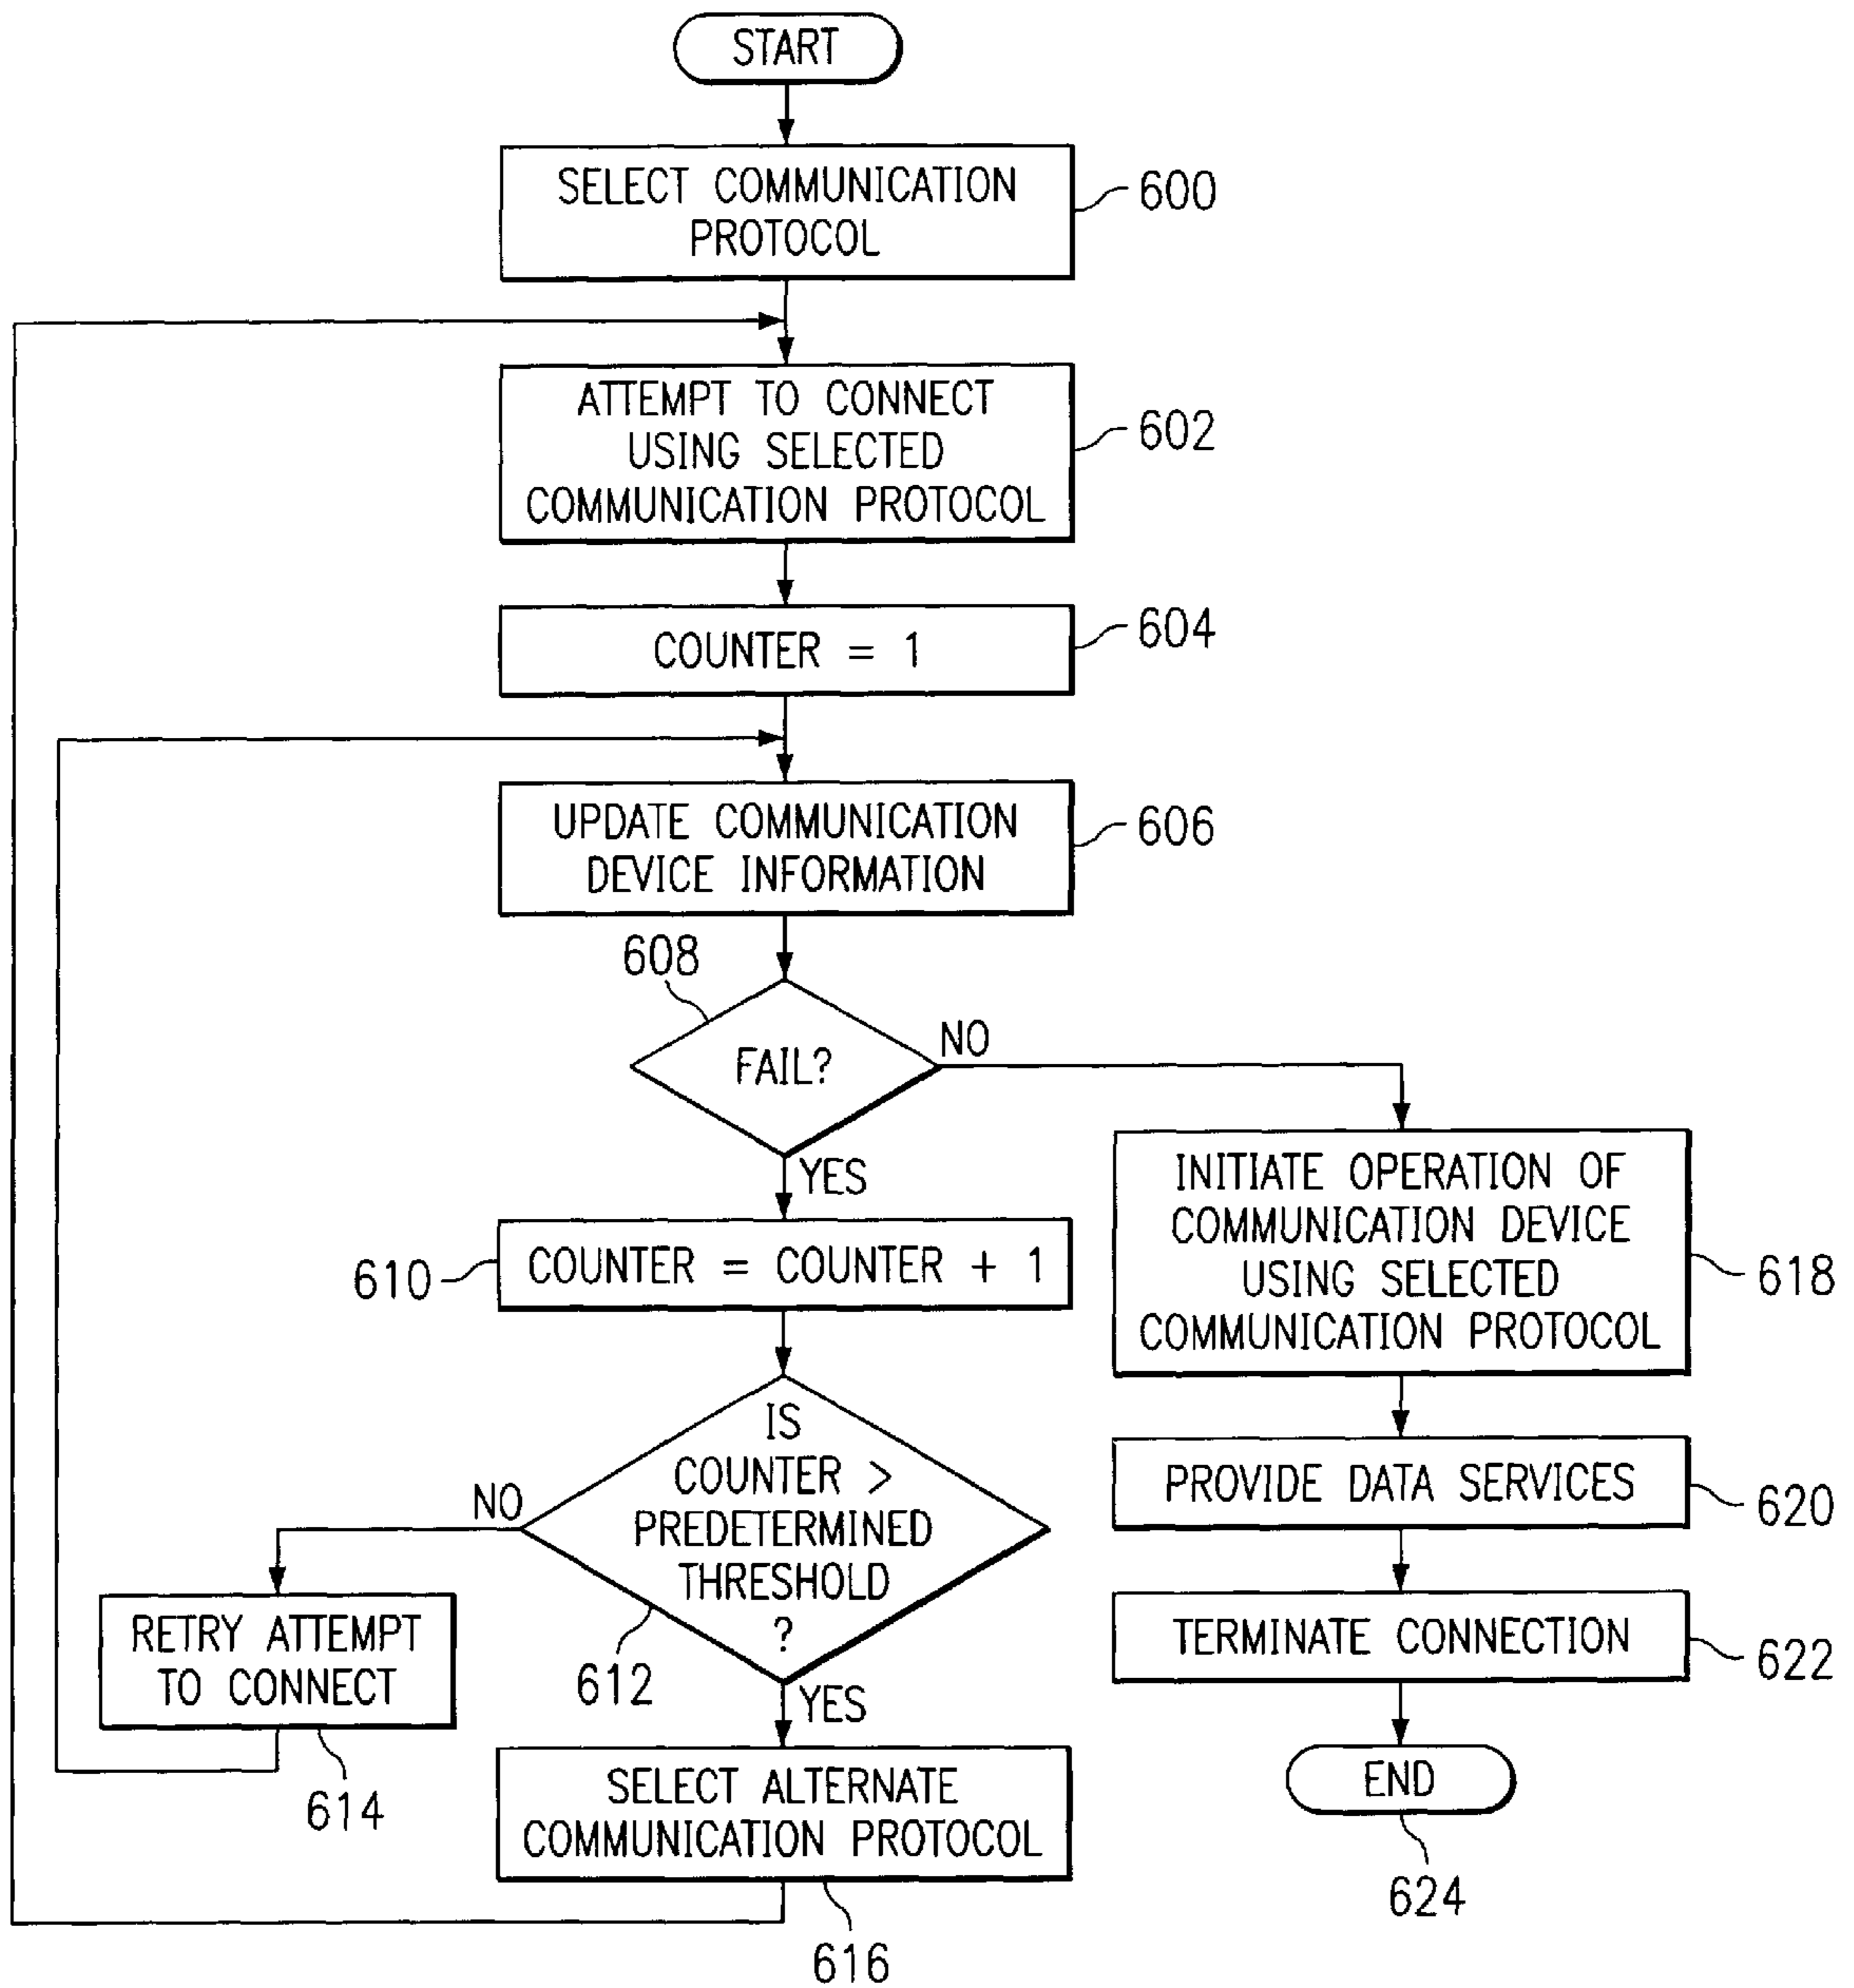 START
SELECT COMMUNICATION
PROTOCOL
600
ATTEMPT TO CONNECT
USING SELECTED
COMMUNICATION PROTOCOL
602
COUNTER = 1
604
UPDATE COMMUNICATION
DEVICE INFORMATION
606
608
FAIL?
NO
YES
610
COUNTER = COUNTER + 1
INITIATE OPERATION OF
COMMUNICATION DEVICE
USING SELECTED
COMMUNICATION PROTOCOL
618
IS
COUNTER >
PREDETERMINED
THRESHOLD
?
612
NO
YES
PROVIDE DATA SERVICES
620
RETRY ATTEMPT
TO CONNECT
614
TERMINATE CONNECTION
622
SELECT ALTERNATE
COMMUNICATION PROTOCOL
616
END
624